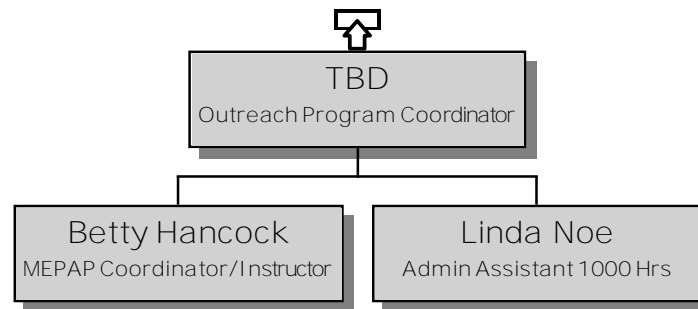 TBD
Outreach Program Coordinator
Betty Hancock
MEPAP Coordinator/Instructor
Linda Noe
Admin Assistant 1000 Hrs